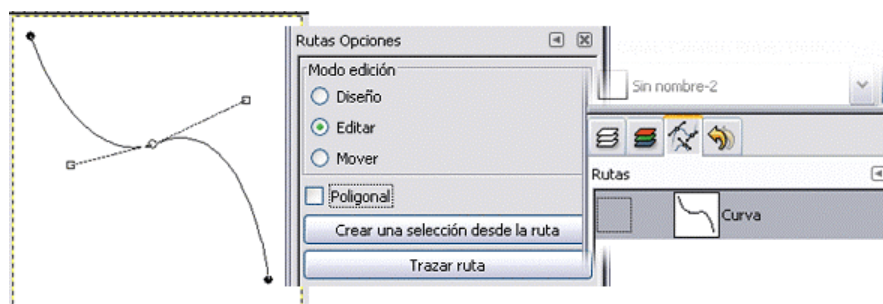 Rutas Opciones
Modo edición
Diseño
Editar
Mover
Poligonal
Crear una selección desde la ruta
Trazar ruta
Sin nombre-2
Rutas
Curva